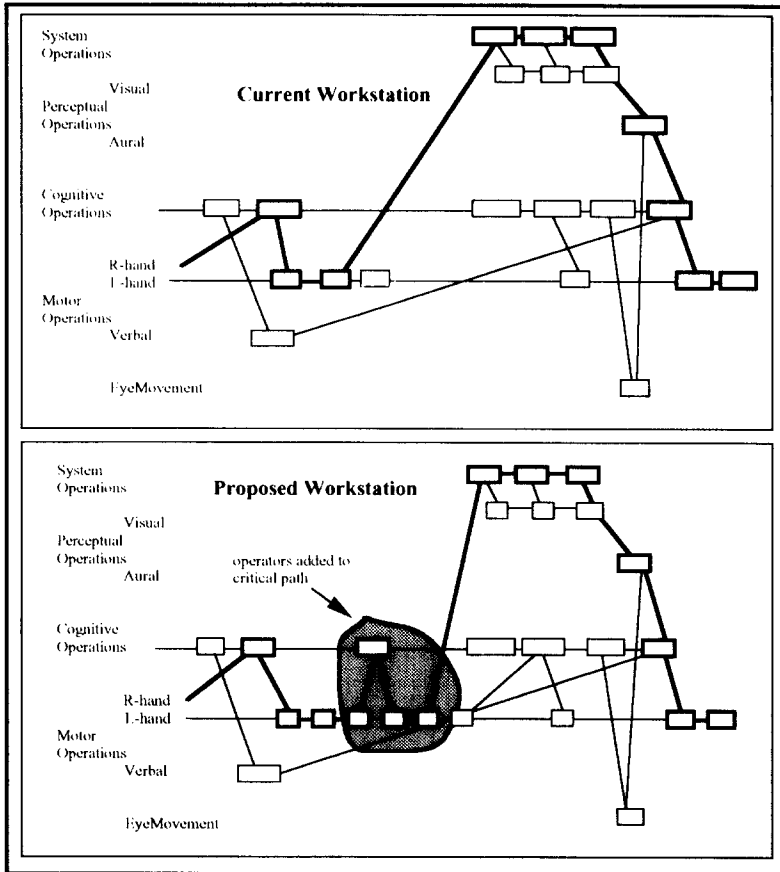 System
Operations
Visual
Current Workstation
Perceptual
Operations
Aural
Cognitive
Operations
R-hand
L-hand
Motor
Operations
Verbal
EyeMovement
System
Operations
Proposed Workstation
Visual
Perceptual
Operations
operators added to
critical path
Aural
Cognitive
Operations
R-hand
L-hand
Motor
Operations
Verbal
EyeMovement